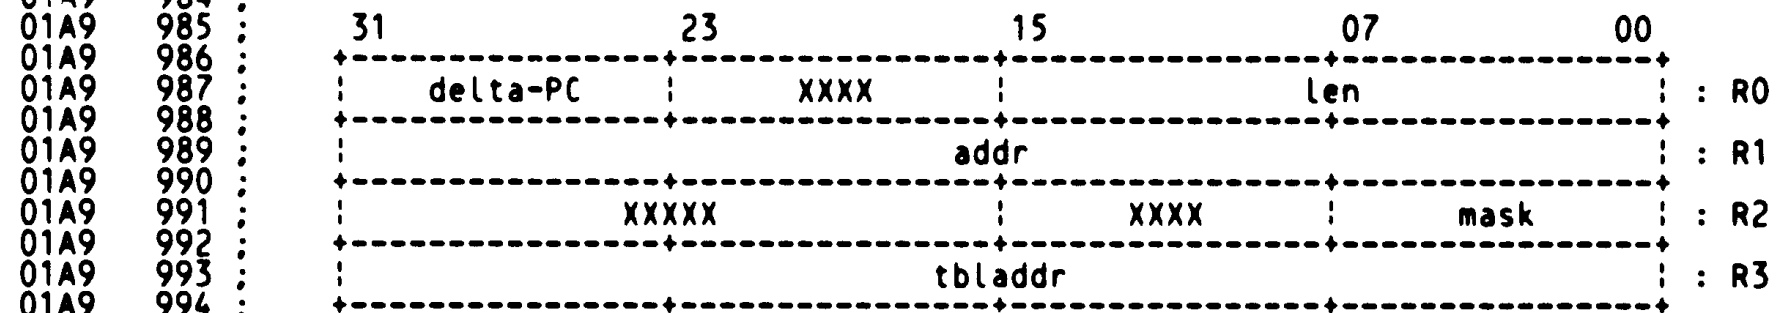 01A9 984 ;
01A9 985 ; 31 23 15 07 00
01A9 986 ; +----------------+----------------+----------------+----------------+
01A9 987 ; | delta-PC | XXXX | len | : R0
01A9 988 ; +----------------+----------------+----------------+----------------+
01A9 989 ; | addr | : R1
01A9 990 ; +----------------+----------------+----------------+----------------+
01A9 991 ; | XXXXX | XXXX | mask | : R2
01A9 992 ; +----------------+----------------+----------------+----------------+
01A9 993 ; | tbladdr | : R3
01A9 994 ; +----------------+----------------+----------------+----------------+